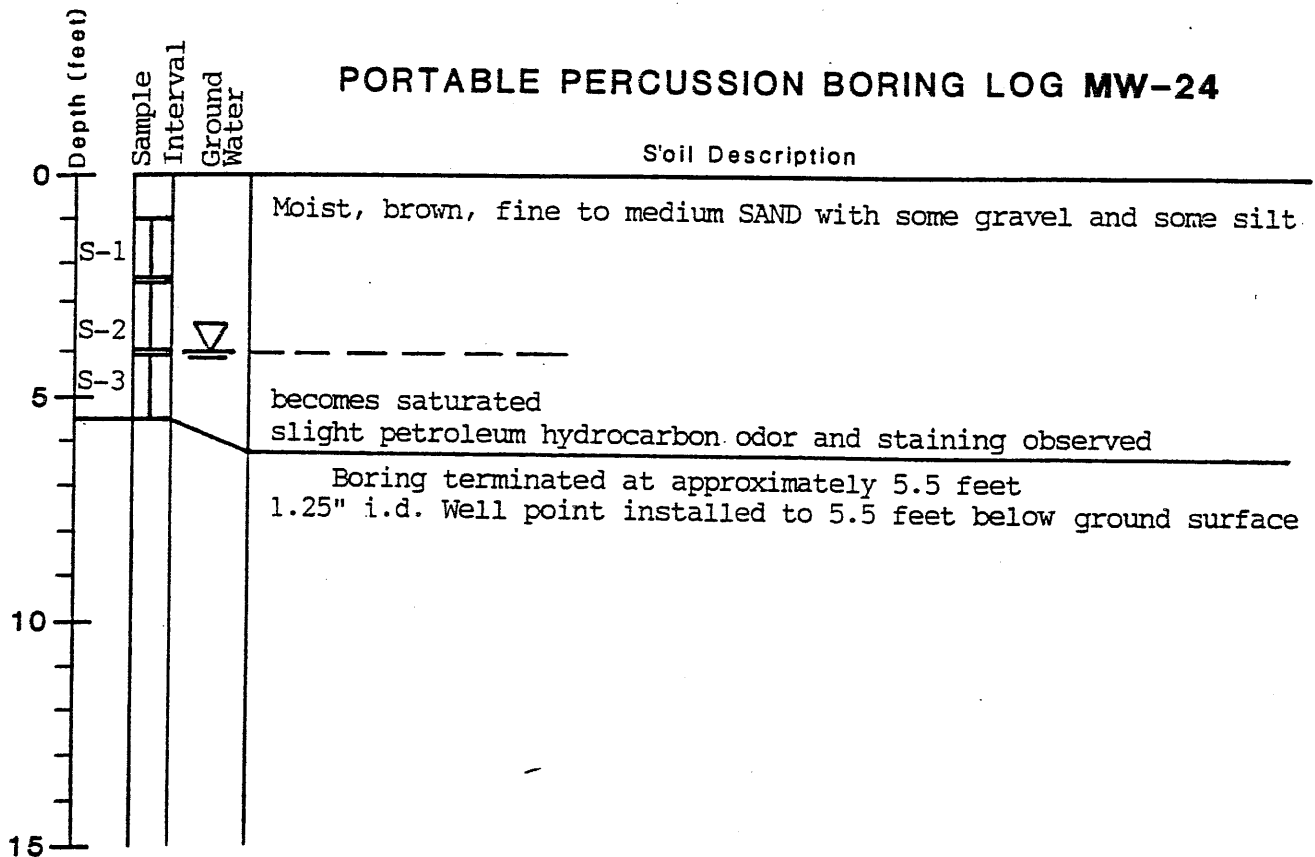 PORTABLE PERCUSSION BORING LOG MW-24
Depth (feet)
Sample
Interval
Ground
Water
S'oil Description
0
Moist, brown, fine to medium SAND with some gravel and some silt
S-1
S-2
S-3
5
becomes saturated
slight petroleum hydrocarbon odor and staining observed
Boring terminated at approximately 5.5 feet
1.25" i.d. Well point installed to 5.5 feet below ground surface
10
15